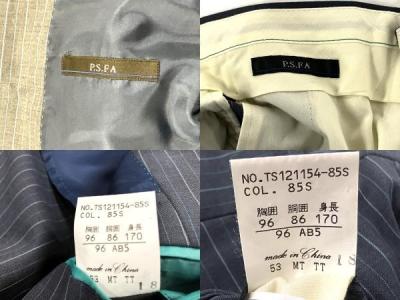 P.S.FA
P.S.FA
NO.TS121154-85S
COL. 85S
胸囲 胴囲 身長
96 86 170
96 AB5
made in China
53 MT TT 18
NO.TS121154-85S
COL. 85S
胸囲 胴囲 身長
96 86 170
96 AB5
made in China
53 MT TT 18